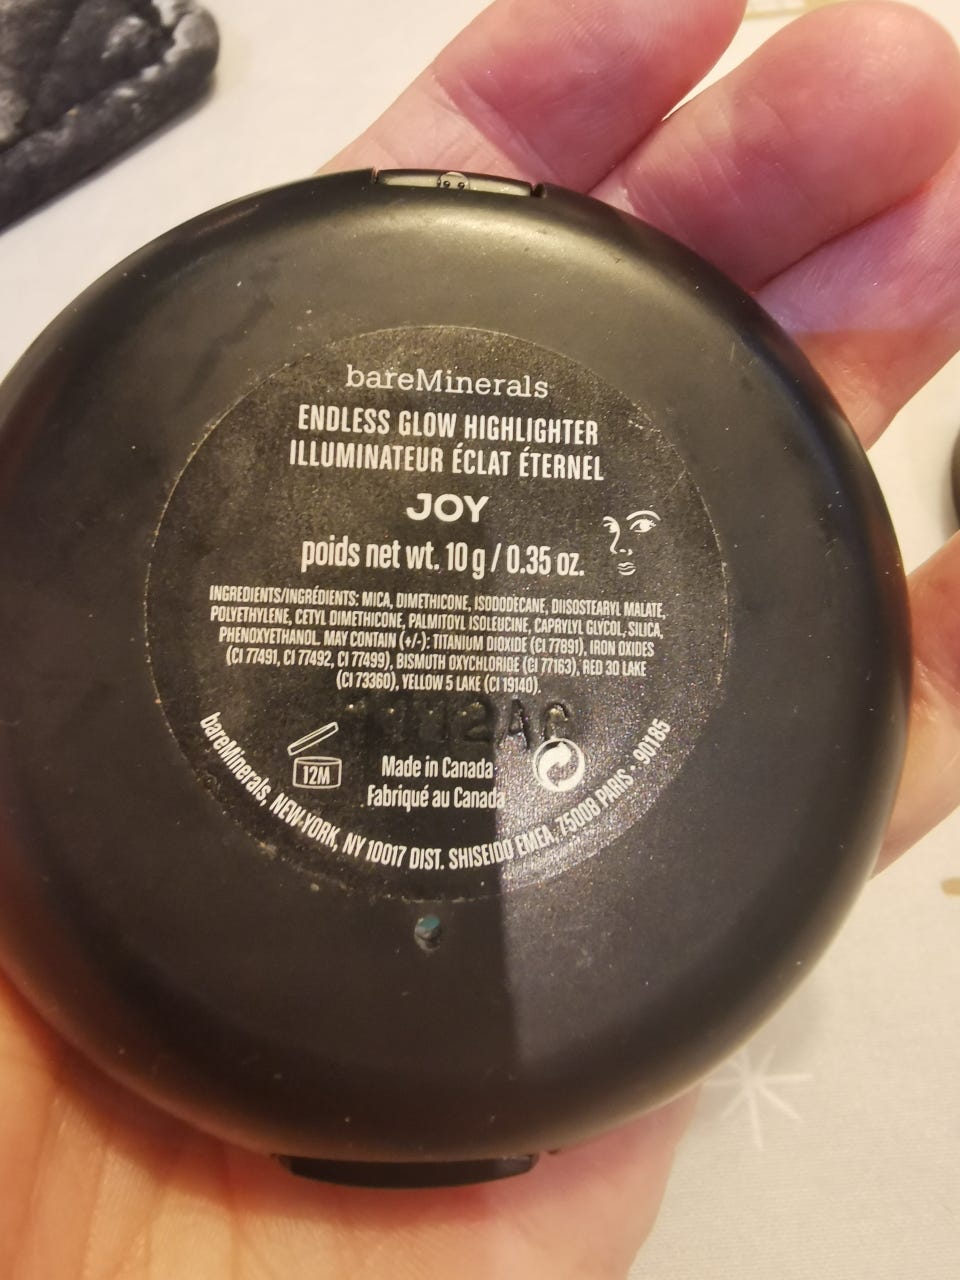 bareMinerals
ENDLESS GLOW HIGHLIGHTER
ILLUMINATEUR ÉCLAT ÉTERNEL
JOY
poids net wt. 10 g / 0.35 oz.
INGREDIENTS/INGRÉDIENTS: MICA, DIMETHICONE, ISODODECANE, DIISOSTEARYL MALATE,
POLYETHYLENE, CETYL DIMETHICONE, PALMITOYL ISOLEUCINE, CAPRYLYL GLYCOL, SILICA,
PHENOXYETHANOL. MAY CONTAIN (+/-): TITANIUM DIOXIDE (CI 77891), IRON OXIDES
(CI 77491, CI 77492, CI 77499), BISMUTH OXYCHLORIDE (CI 77163), RED 30 LAKE
(CI 73360), YELLOW 5 LAKE (CI 19140).
12M
Made in Canada
Fabriqué au Canada
bareMinerals, NEW-YORK, NY 10017 DIST. SHISEIDO EMEA, 75008 PARIS - 90185